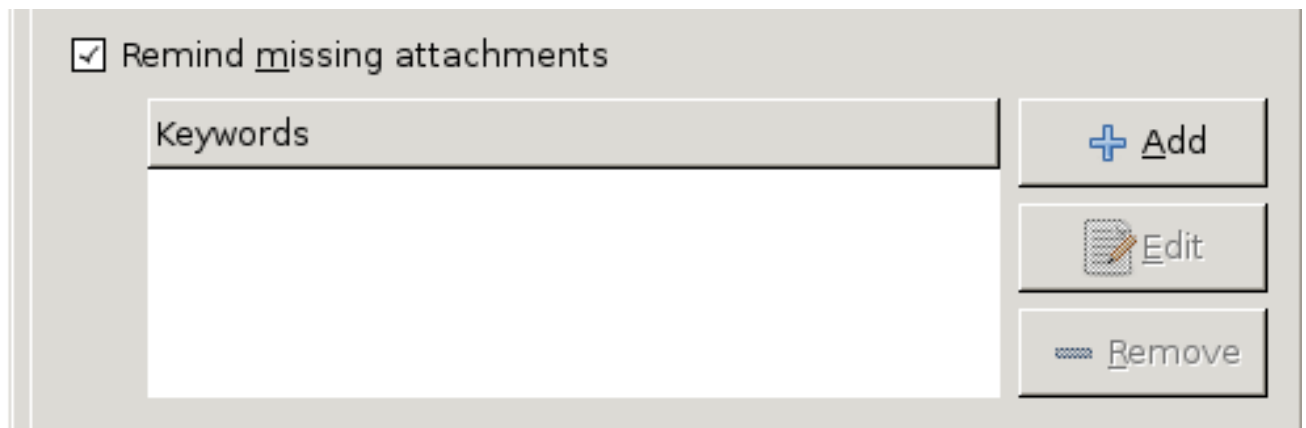 Remind missing attachments
Keywords
Add
Edit
Remove